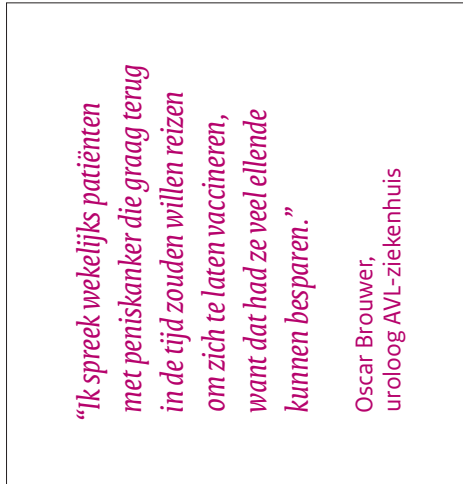 “Ik spreek wekelijks patiënten
met peniskanker die graag terug
in de tijd zouden willen reizen
om zich te laten vaccineren,
want dat had ze veel ellende
kunnen besparen.”
Oscar Brouwer,
uroloog AVL-ziekenhuis